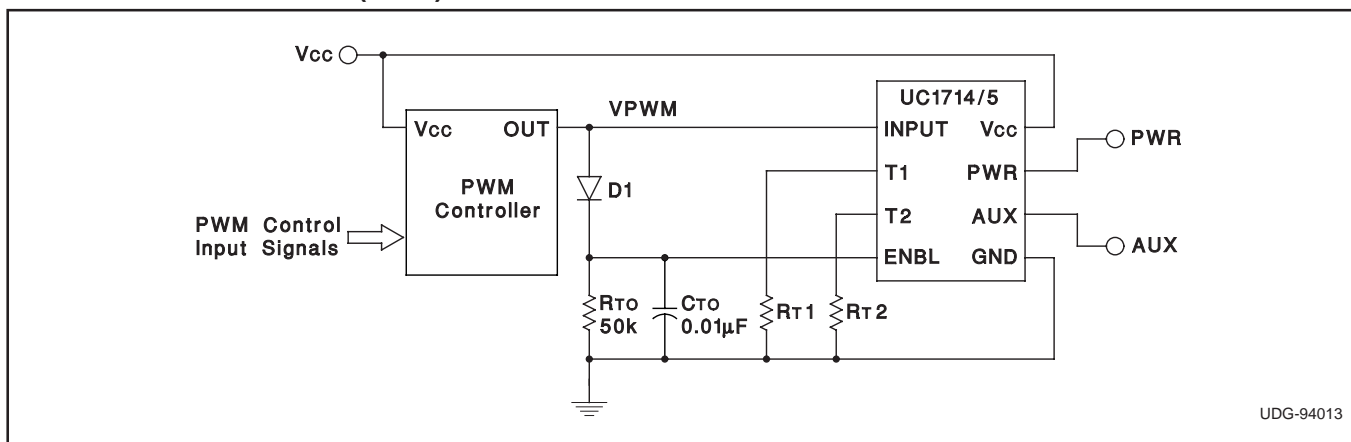 Vcc
UC1714/5
VPWM
Vcc OUT
INPUT Vcc
PWR
T1 PWR
D1
PWM
Controller
T2 AUX
PWM Control
Input Signals
AUX
ENBL GND
RTO
50k
CTO
0.01µF
RT1
RT2
UDG-94013